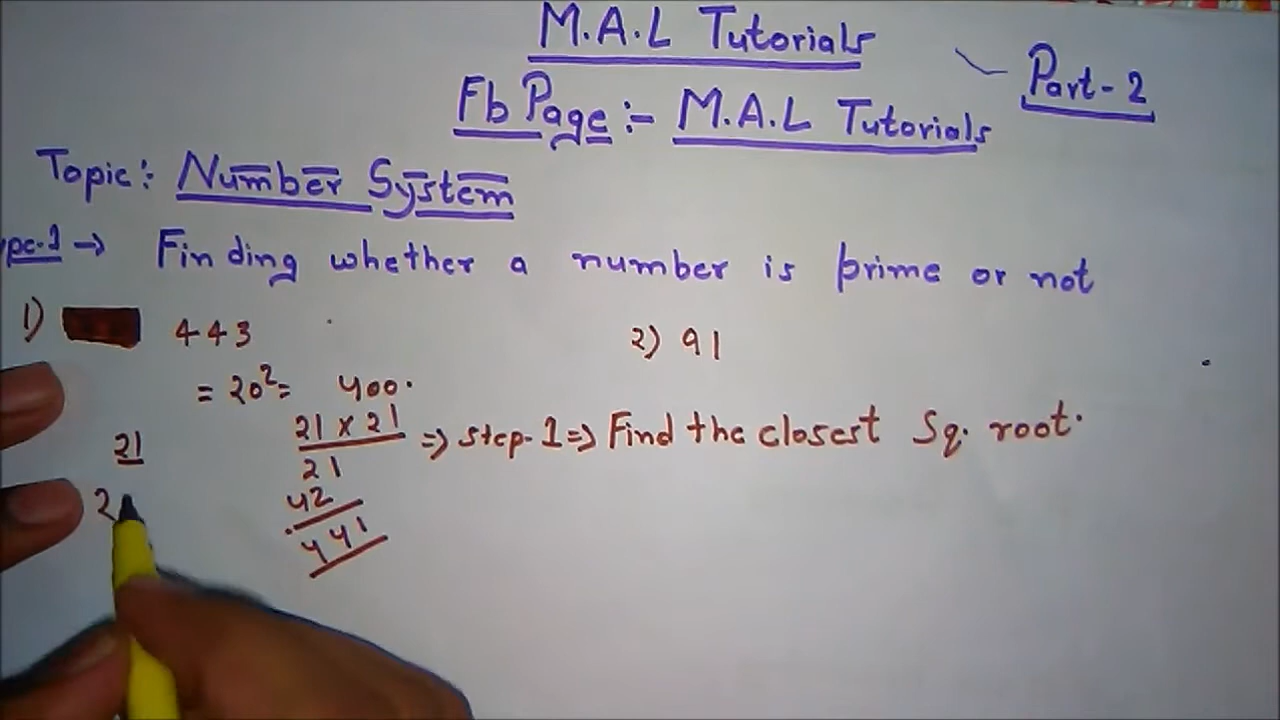 M.A.L Tutorials
Part-2
Fb Page:- M.A.L Tutorials
Topic: Number System
Finding whether a number is prime or not
1) 443
2) 91
= 20²= 400.
21 x 21 => Step-1=> Find the closest Sq. root.
21
21
42
441
2